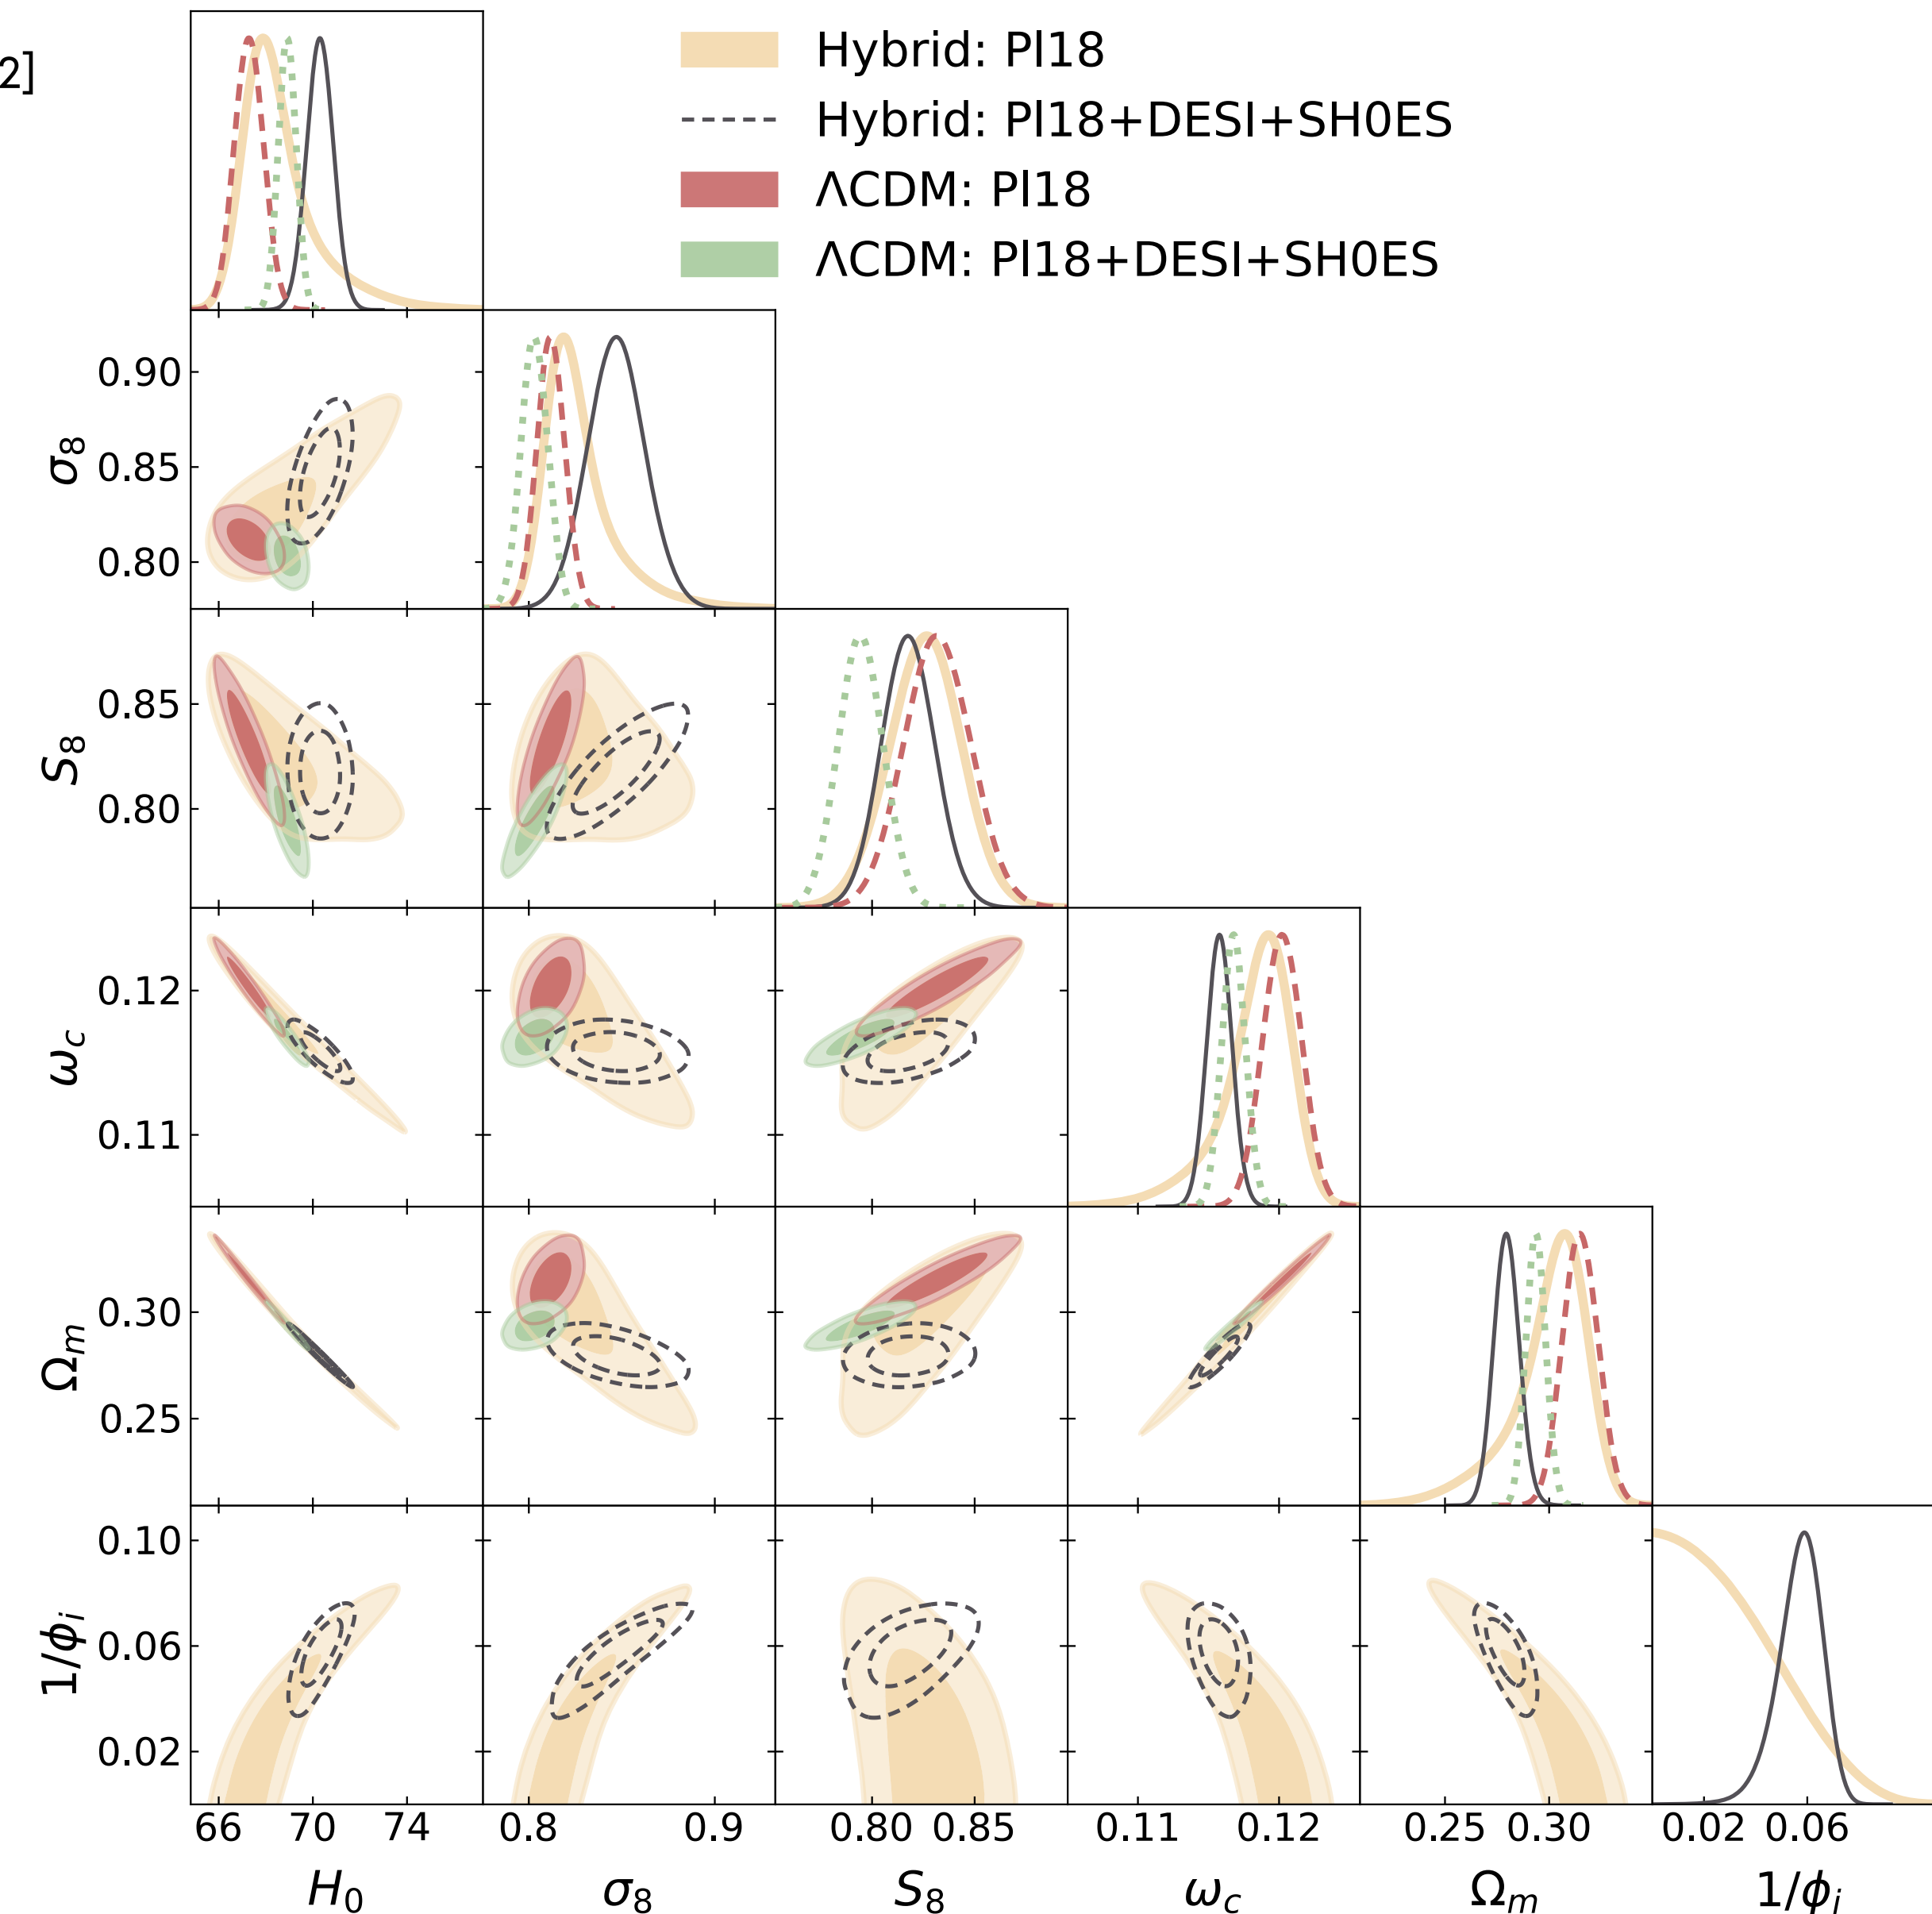 2]
Hybrid: Pl18
Hybrid: Pl18+DESI+SH0ES
ΛCDM: Pl18
ΛCDM: Pl18+DESI+SH0ES
0.90
0.85
0.80
σ8
0.85
0.80
S8
0.12
0.11
ωc
0.30
0.25
Ωm
0.10
0.06
0.02
1/ϕi
66 70 74 0.8 0.9 0.80 0.85 0.11 0.12 0.25 0.30 0.02 0.06
H0 σ8 S8 ωc Ωm 1/ϕi